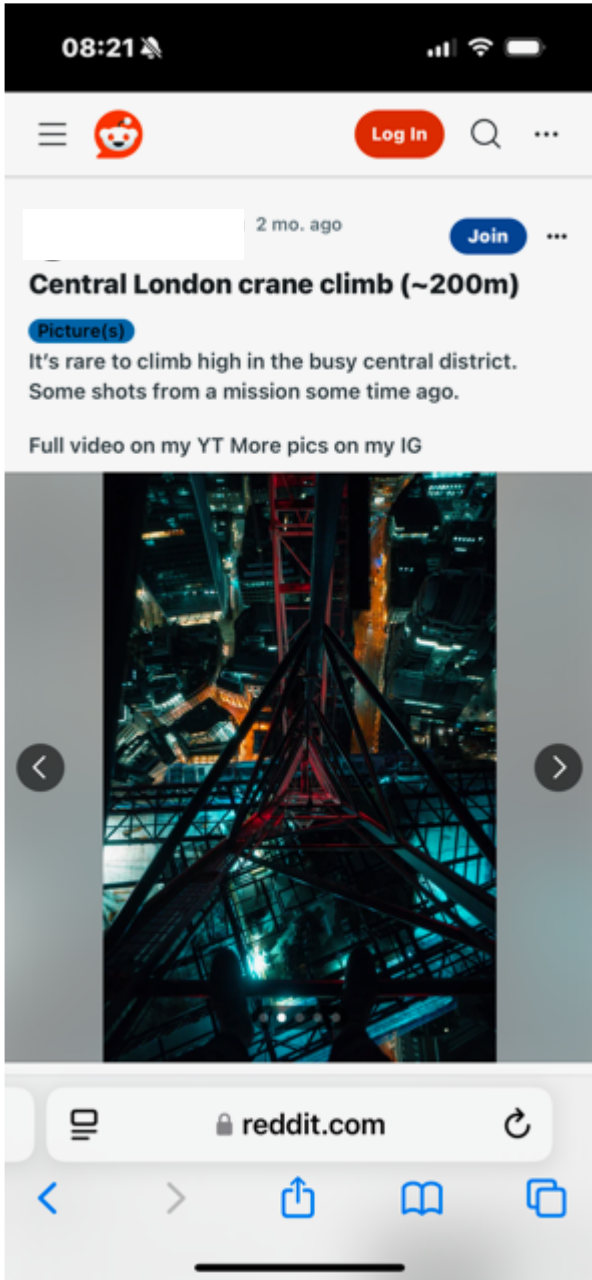 08:21
Log In
2 mo. ago
Join
Central London crane climb (~200m)
Picture(s)
It's rare to climb high in the busy central district.
Some shots from a mission some time ago.
Full video on my YT More pics on my IG
reddit.com